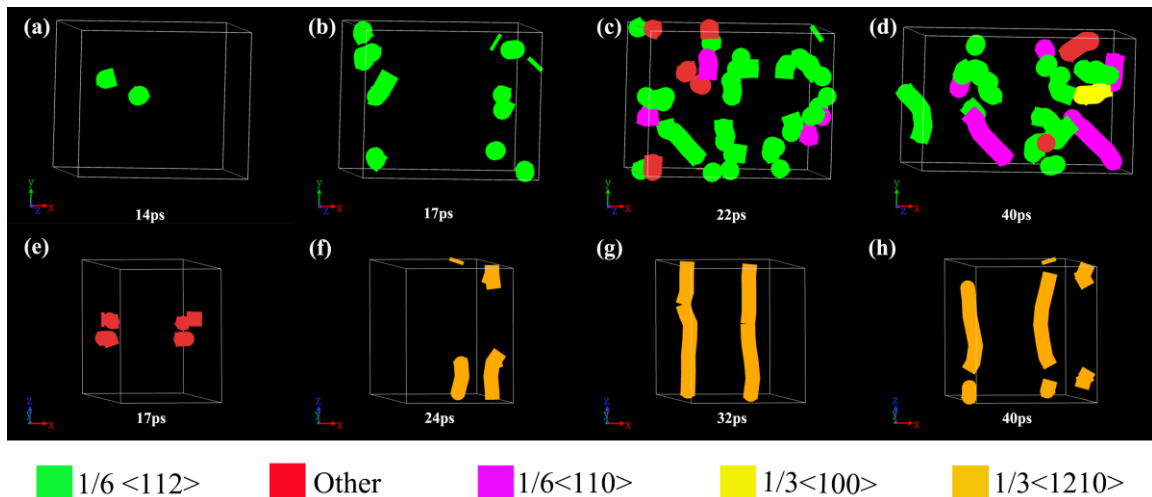 (a) (b) (c) (d)
y z x y z x y z x y z x
14ps 17ps 22ps 40ps
(e) (f) (g) (h)
z y x z y x z y x z y x
17ps 24ps 32ps 40ps
1/6 <112> Other 1/6<110> 1/3<100> 1/3<1210>